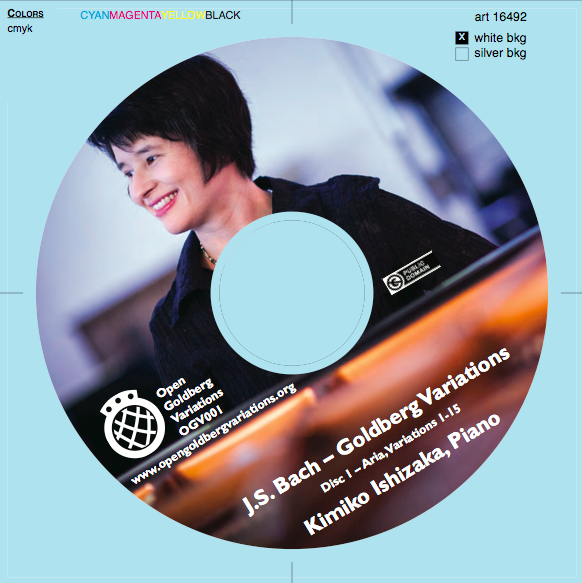 COLORS
cmyk
CYANMAGENTAYELLOWBLACK
art 16492
X white bkg
silver bkg
PUBLIC
DOMAIN
Open
Goldberg
Variations
OGV001
www.opengoldbergvariations.org
J.S. Bach – Goldberg Variations
Disc 1 – Aria, Variations 1-15
Kimiko Ishizaka, Piano